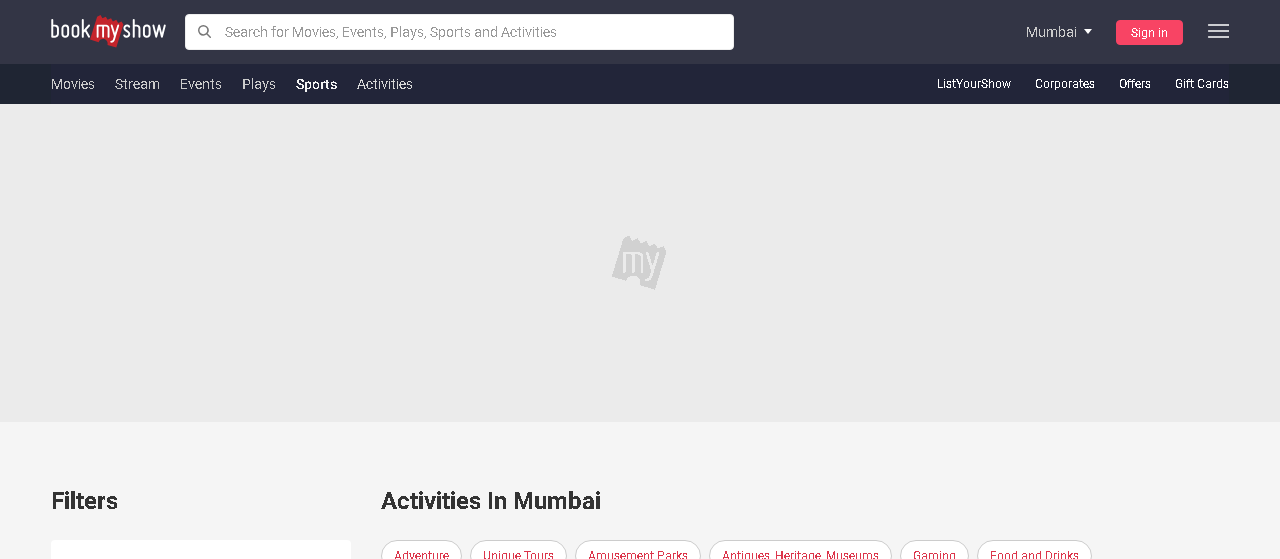 bookmyshow
Search for Movies, Events, Plays, Sports and Activities
Mumbai
Sign in
Movies Stream Events Plays Sports Activities
ListYourShow Corporates Offers Gift Cards
my
Filters
Activities In Mumbai
Adventure Unique Tours Amusement Parks Antiques, Heritage, Museums Gaming Food and Drinks